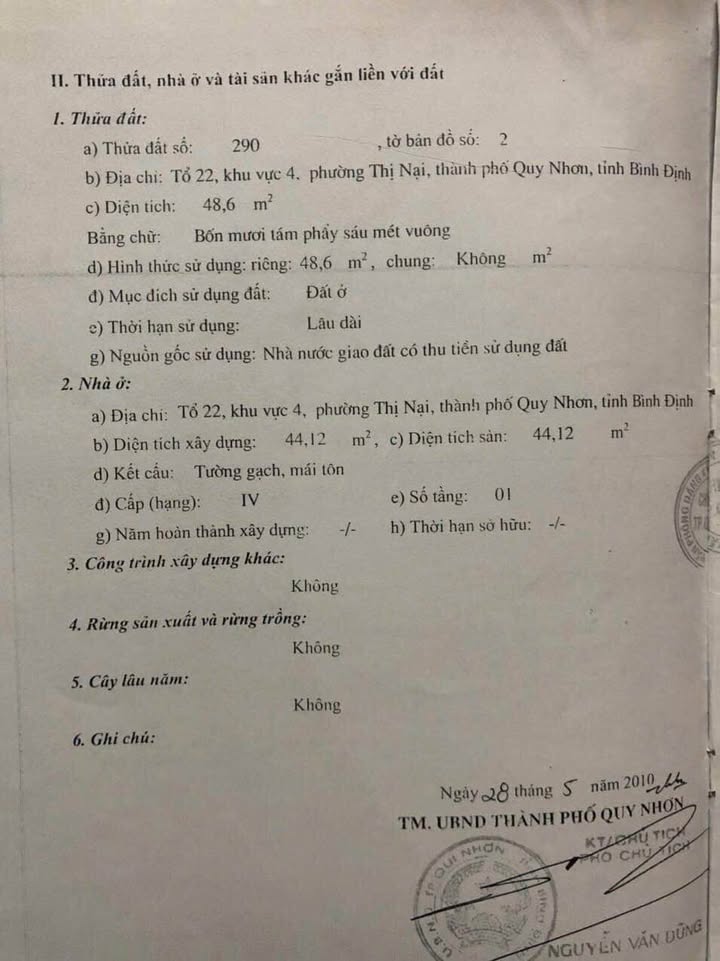 II. Thửa đất, nhà ở và tài sản khác gắn liền với đất
1. Thửa đất:
a) Thửa đất số: 290 , tờ bản đồ số: 2
b) Địa chỉ: Tổ 22, khu vực 4, phường Thị Nại, thành phố Quy Nhơn, tỉnh Bình Định
c) Diện tích: 48,6 m²
Bằng chữ: Bốn mươi tám phẩy sáu mét vuông
d) Hình thức sử dụng: riêng: 48,6 m², chung: Không m²
đ) Mục đích sử dụng đất: Đất ở
e) Thời hạn sử dụng: Lâu dài
g) Nguồn gốc sử dụng: Nhà nước giao đất có thu tiền sử dụng đất
2. Nhà ở:
a) Địa chỉ: Tổ 22, khu vực 4, phường Thị Nại, thành phố Quy Nhơn, tỉnh Bình Định
b) Diện tích xây dựng: 44,12 m², c) Diện tích sàn: 44,12 m²
d) Kết cấu: Tường gạch, mái tôn
đ) Cấp (hạng): IV e) Số tầng: 01
g) Năm hoàn thành xây dựng: -/- h) Thời hạn sở hữu: -/-
3. Công trình xây dựng khác:
Không
4. Rừng sản xuất và rừng trồng:
Không
5. Cây lâu năm:
Không
6. Ghi chú:
Ngày 28 tháng 5 năm 2010
TM. UBND THÀNH PHỐ QUY NHƠN
KT/CHỦ TỊCH
PHÓ CHỦ TỊCH
U.B.N.D TP QUI NHƠN
NGUYỄN VĂN DŨNG